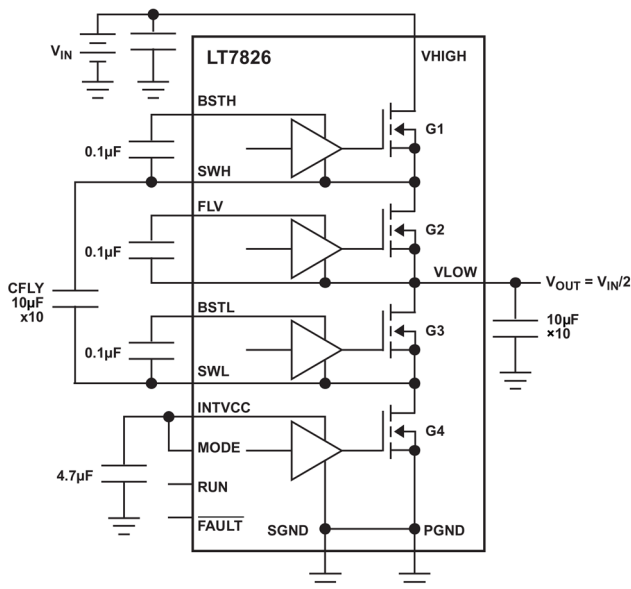 VIN
LT7826
VHIGH
BSTH
G1
0.1µF
SWH
FLV
G2
0.1µF
VLOW
VOUT = VIN/2
CFLY
10µF
x10
BSTL
G3
10µF
×10
0.1µF
SWL
INTVCC
G4
MODE
4.7µF
RUN
FAULT
SGND
PGND